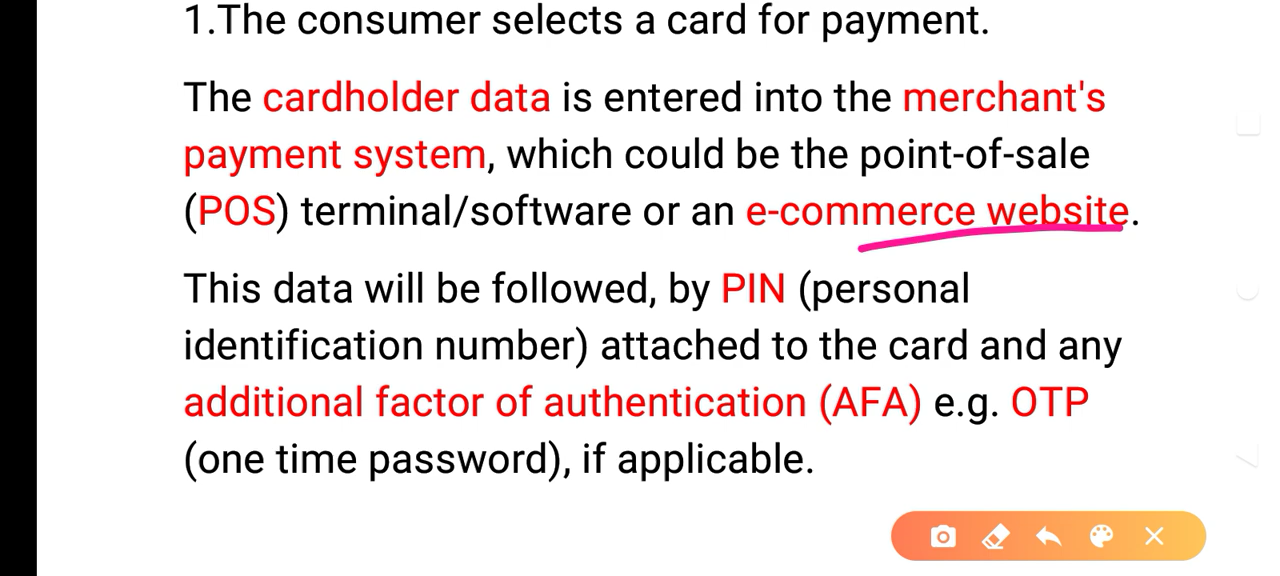 1.The consumer selects a card for payment.
The cardholder data is entered into the merchant's
payment system, which could be the point-of-sale
(POS) terminal/software or an e-commerce website.
This data will be followed, by PIN (personal
identification number) attached to the card and any
additional factor of authentication (AFA) e.g. OTP
(one time password), if applicable.